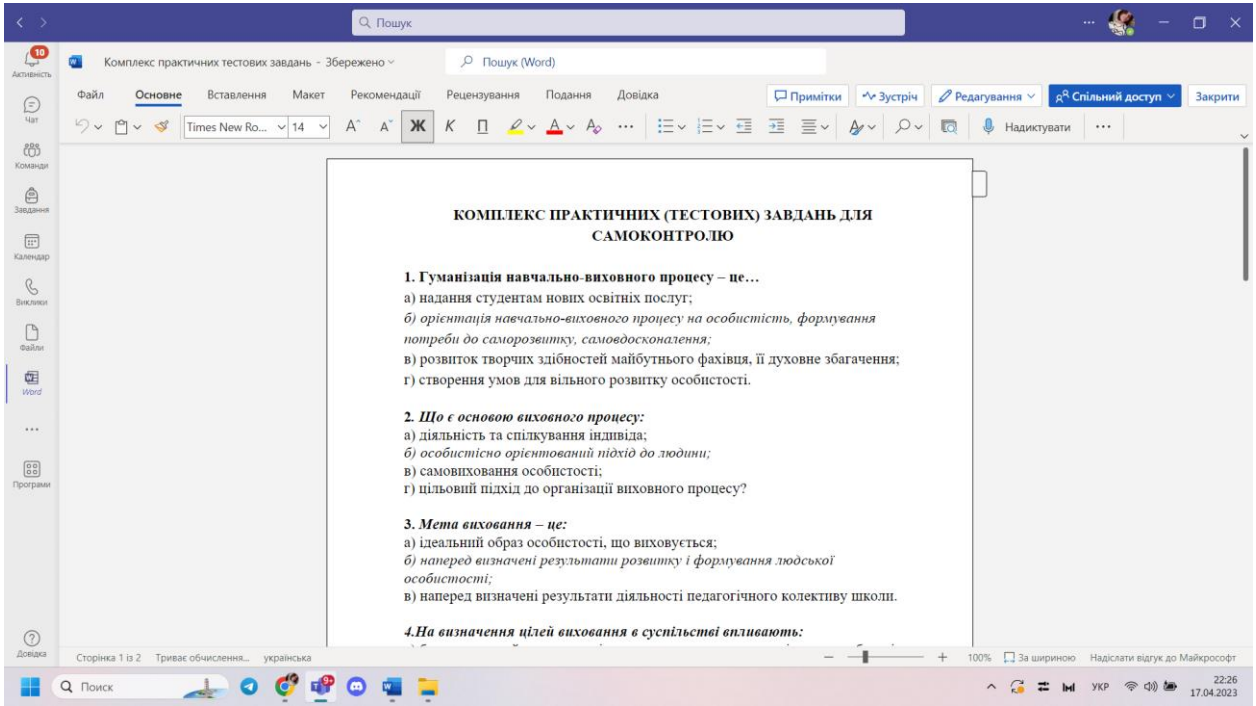 Пошук
10
Активність
Чат
Команди
Завдання
Календар
Виклики
Файли
Word
Програми
Довідка
Комплекс практичних тестових завдань - Збережено
Пошук (Word)
Файл Основне Вставлення Макет Рекомендації Рецензування Подання Довідка
Примітки Зустріч Редагування Спільний доступ Закрити
Times New Ro... 14 Ж К П Надиктувати
КОМПЛЕКС ПРАКТИЧНИХ (ТЕСТОВИХ) ЗАВДАНЬ ДЛЯ
САМОКОНТРОЛЮ
1. Гуманізація навчально-виховного процесу – це…
а) надання студентам нових освітніх послуг;
б) орієнтація навчально-виховного процесу на особистість, формування
потреби до саморозвитку, самовдосконалення;
в) розвиток творчих здібностей майбутнього фахівця, її духовне збагачення;
г) створення умов для вільного розвитку особистості.
2. Що є основою виховного процесу:
а) діяльність та спілкування індивіда;
б) особистісно орієнтований підхід до людини;
в) самовиховання особистості;
г) цільовий підхід до організації виховного процесу?
3. Мета виховання – це:
а) ідеальний образ особистості, що виховується;
б) наперед визначені результати розвитку і формування людської
особистості;
в) наперед визначені результати діяльності педагогічного колективу школи.
4.На визначення цілей виховання в суспільстві впливають:
Сторінка 1 із 2 Триває обчислення... українська
100% За шириною Надіслати відгук до Майкрософт
Поиск
9+
УКР
22:26
17.04.2023